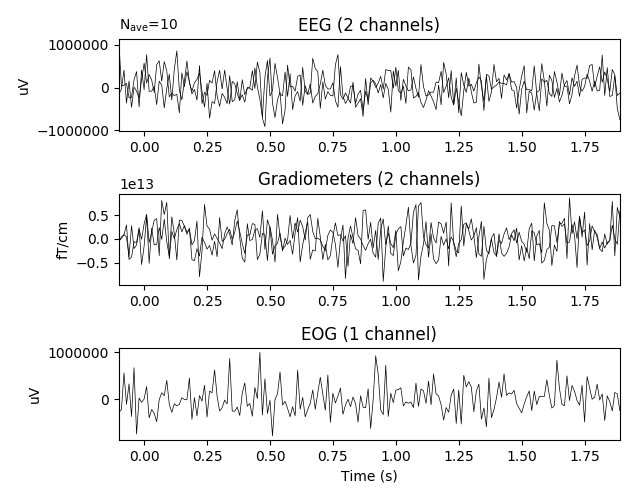 N_ave=10
EEG (2 channels)
1000000
0
−1000000
uV
0.00 0.25 0.50 0.75 1.00 1.25 1.50 1.75
1e13
Gradiometers (2 channels)
0.5
0.0
−0.5
fT/cm
0.00 0.25 0.50 0.75 1.00 1.25 1.50 1.75
EOG (1 channel)
1000000
0
uV
0.00 0.25 0.50 0.75 1.00 1.25 1.50 1.75
Time (s)